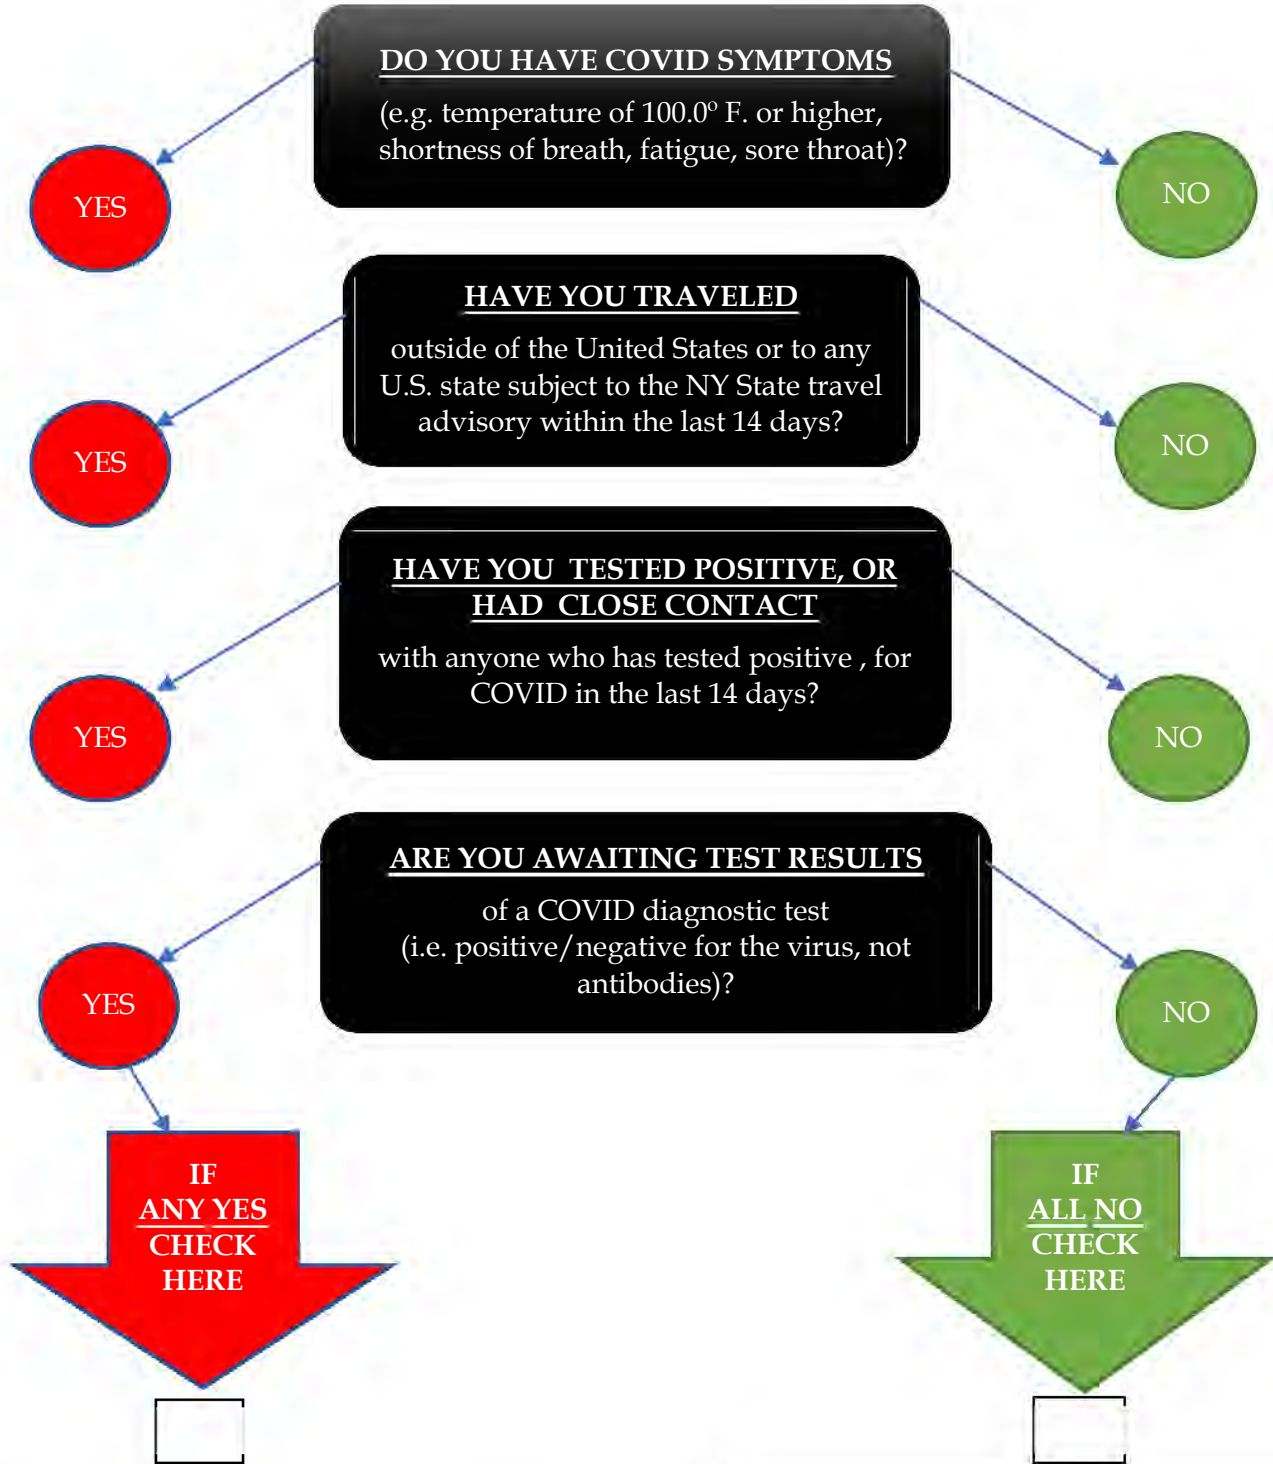 DO YOU HAVE COVID SYMPTOMS
(e.g. temperature of 100.0º F. or higher,
shortness of breath, fatigue, sore throat)?
YES
NO
HAVE YOU TRAVELED
outside of the United States or to any
U.S. state subject to the NY State travel
advisory within the last 14 days?
YES
NO
HAVE YOU TESTED POSITIVE, OR
HAD CLOSE CONTACT
with anyone who has tested positive , for
COVID in the last 14 days?
YES
NO
ARE YOU AWAITING TEST RESULTS
of a COVID diagnostic test
(i.e. positive/negative for the virus, not
antibodies)?
YES
NO
IF
ANY YES
CHECK
HERE
IF
ALL NO
CHECK
HERE